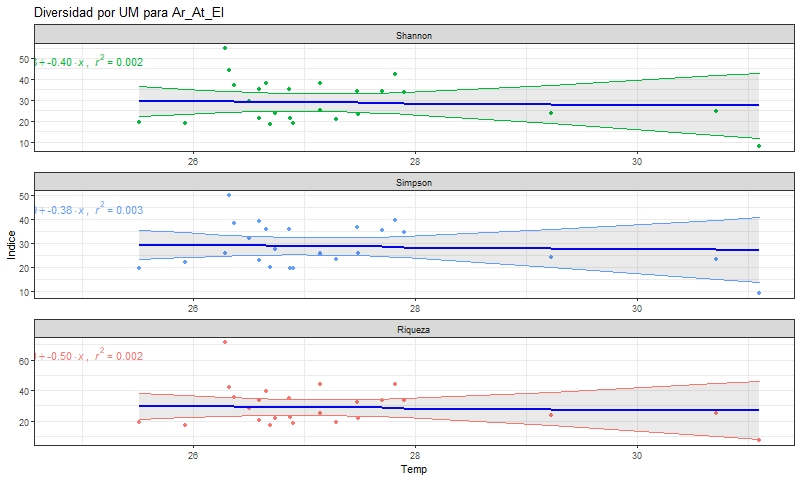 Diversidad por UM para Ar_At_El
Shannon
+ -0.40 · x , r² = 0.002
50
40
30
20
10
26
28
30
Simpson
+ -0.38 · x , r² = 0.003
50
40
30
20
10
26
28
30
Riqueza
+ -0.50 · x , r² = 0.002
60
40
20
26
28
30
Temp
Indice